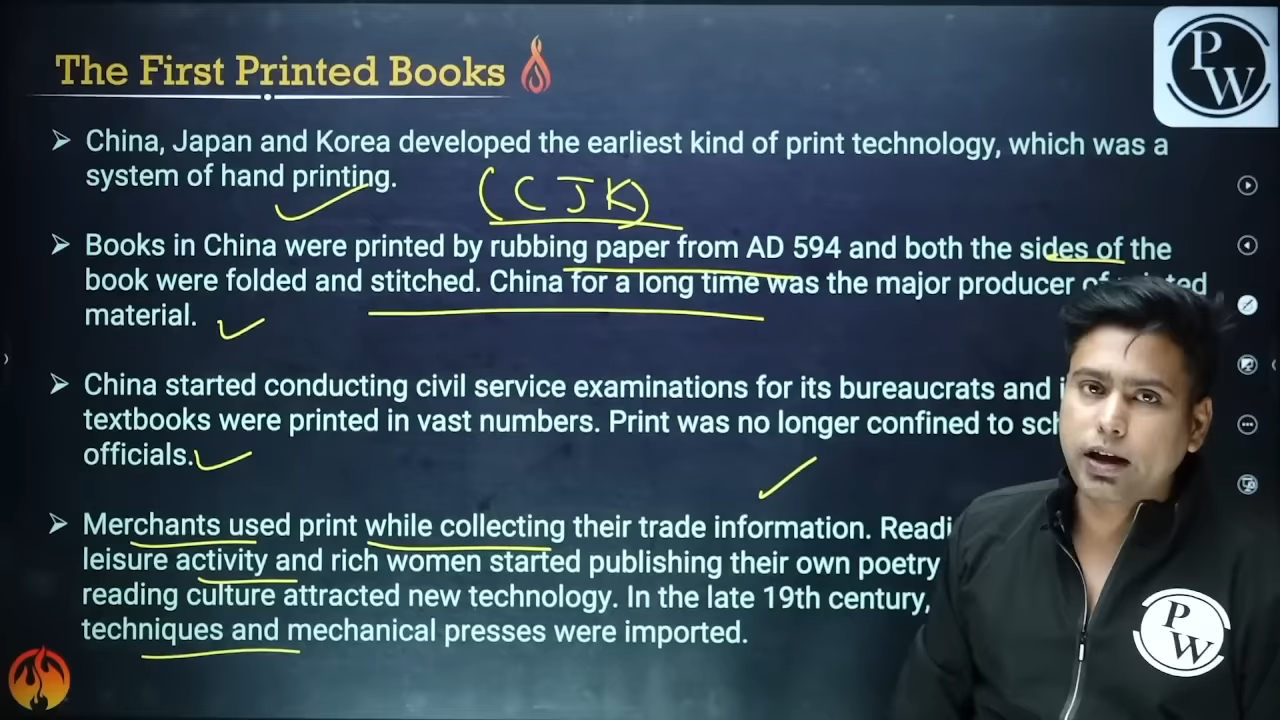 The First Printed Books
PW
➤ China, Japan and Korea developed the earliest kind of print technology, which was a
system of hand printing.
(CJK)
➤ Books in China were printed by rubbing paper from AD 594 and both the sides of the
book were folded and stitched. China for a long time was the major producer of
material.
➤ China started conducting civil service examinations for its bureaucrats and
textbooks were printed in vast numbers. Print was no longer confined to
officials.
➤ Merchants used print while collecting their trade information.
leisure activity and rich women started publishing their own poetry
reading culture attracted new technology. In the late 19th century,
techniques and mechanical presses were imported.
PW